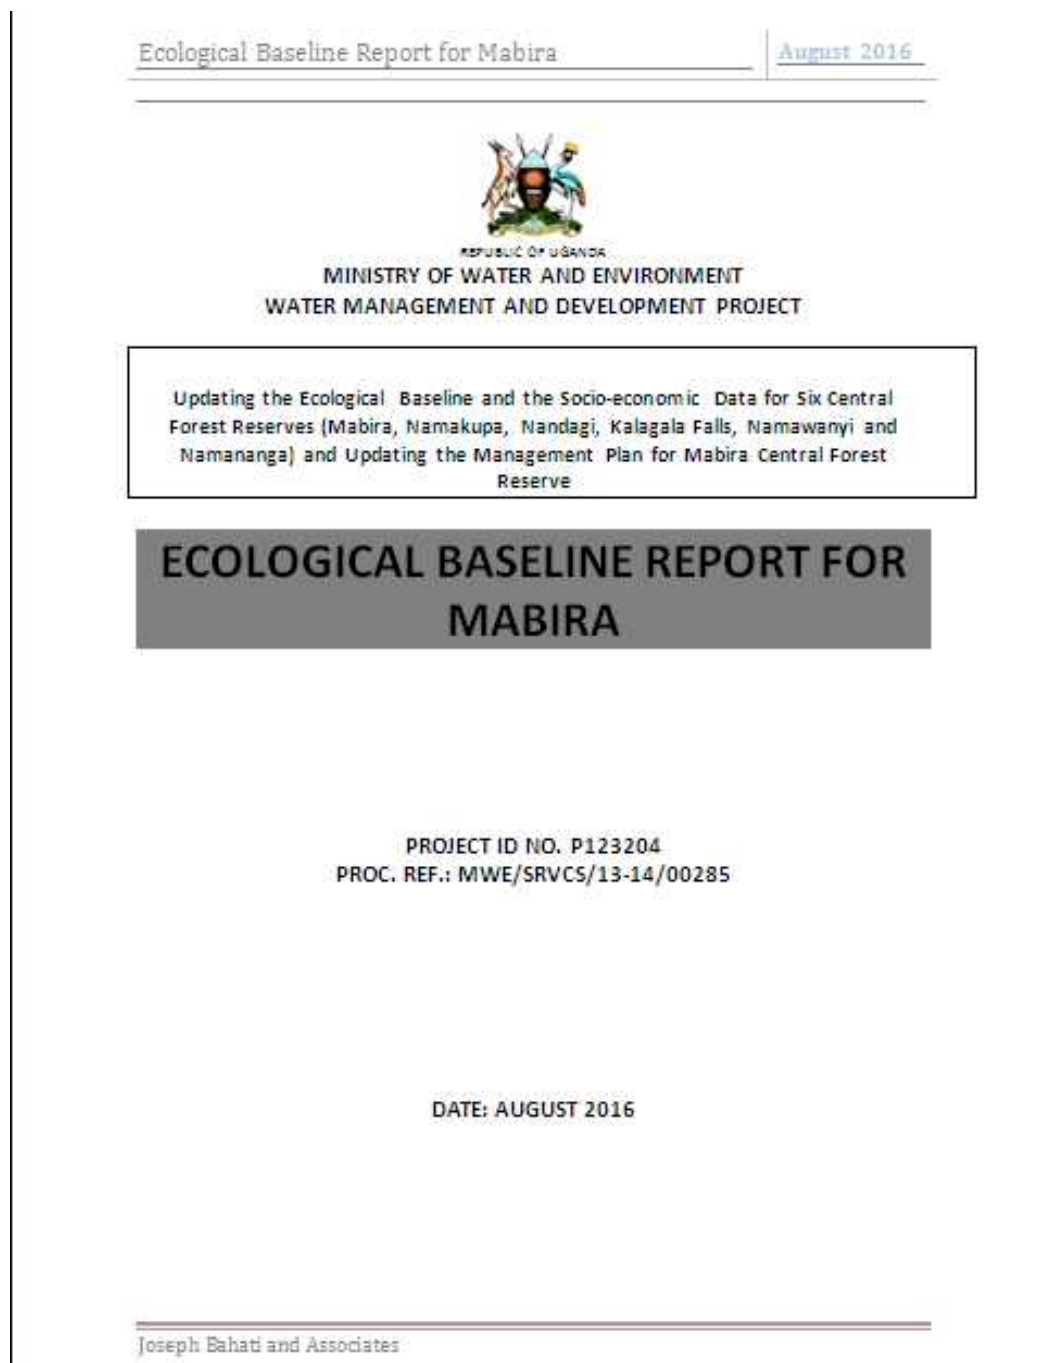 Ecological Baseline Report for Mabira August 2016
REPUBLIC OF UGANDA
MINISTRY OF WATER AND ENVIRONMENT
WATER MANAGEMENT AND DEVELOPMENT PROJECT
Updating the Ecological Baseline and the Socio-economic Data for Six Central
Forest Reserves (Mabira, Namakupa, Nandagi, Kalagala Falls, Namawanyi and
Namananga) and Updating the Management Plan for Mabira Central Forest
Reserve
ECOLOGICAL BASELINE REPORT FOR
MABIRA
PROJECT ID NO. P123204
PROC. REF.: MWE/SRVCS/13-14/00285
DATE: AUGUST 2016
Joseph Bahati and Associates